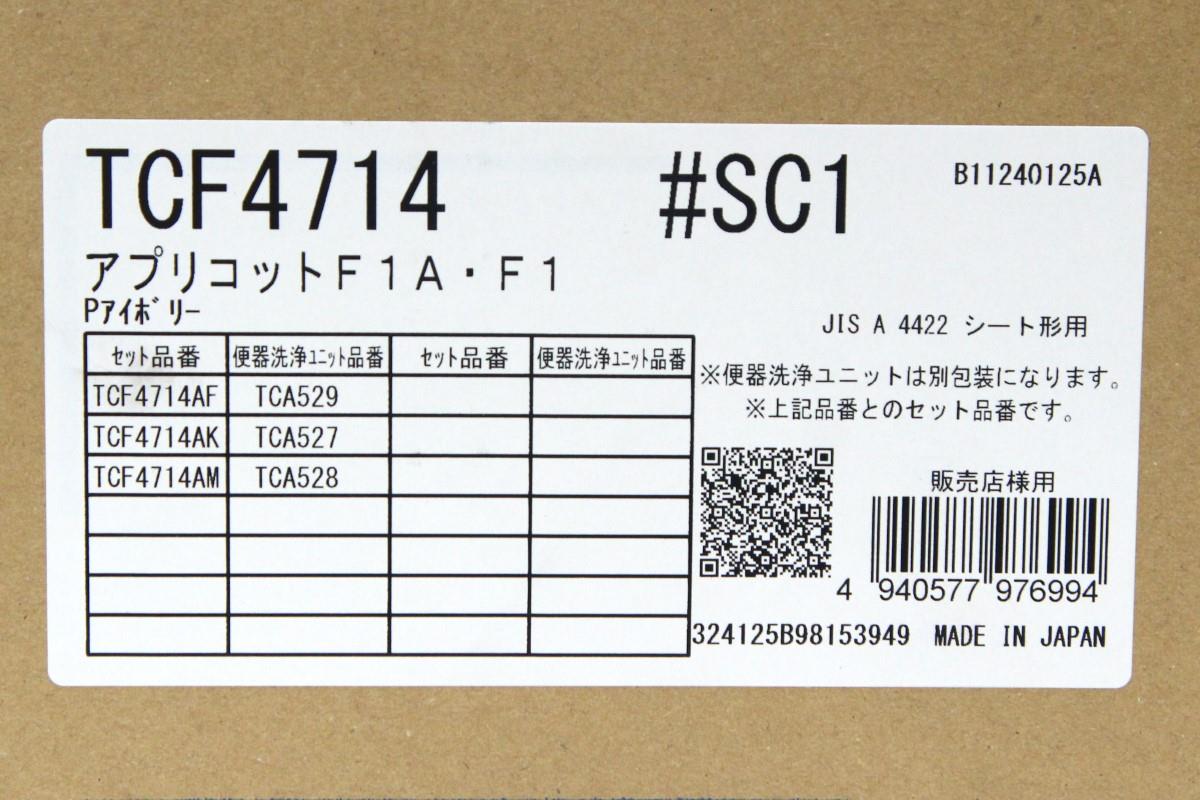 TCF4714 #SC1 B11240125A
アプリコットF1A・F1
Pアイボリー
JIS A 4422 シート形用
セット品番 便器洗浄ユニット品番 セット品番 便器洗浄ユニット品番
TCF4714AF TCA529
TCF4714AK TCA527
TCF4714AM TCA528
※便器洗浄ユニットは別包装になります。
※上記品番とのセット品番です。
販売店様用
4 940577 976994
324125B98153949 MADE IN JAPAN